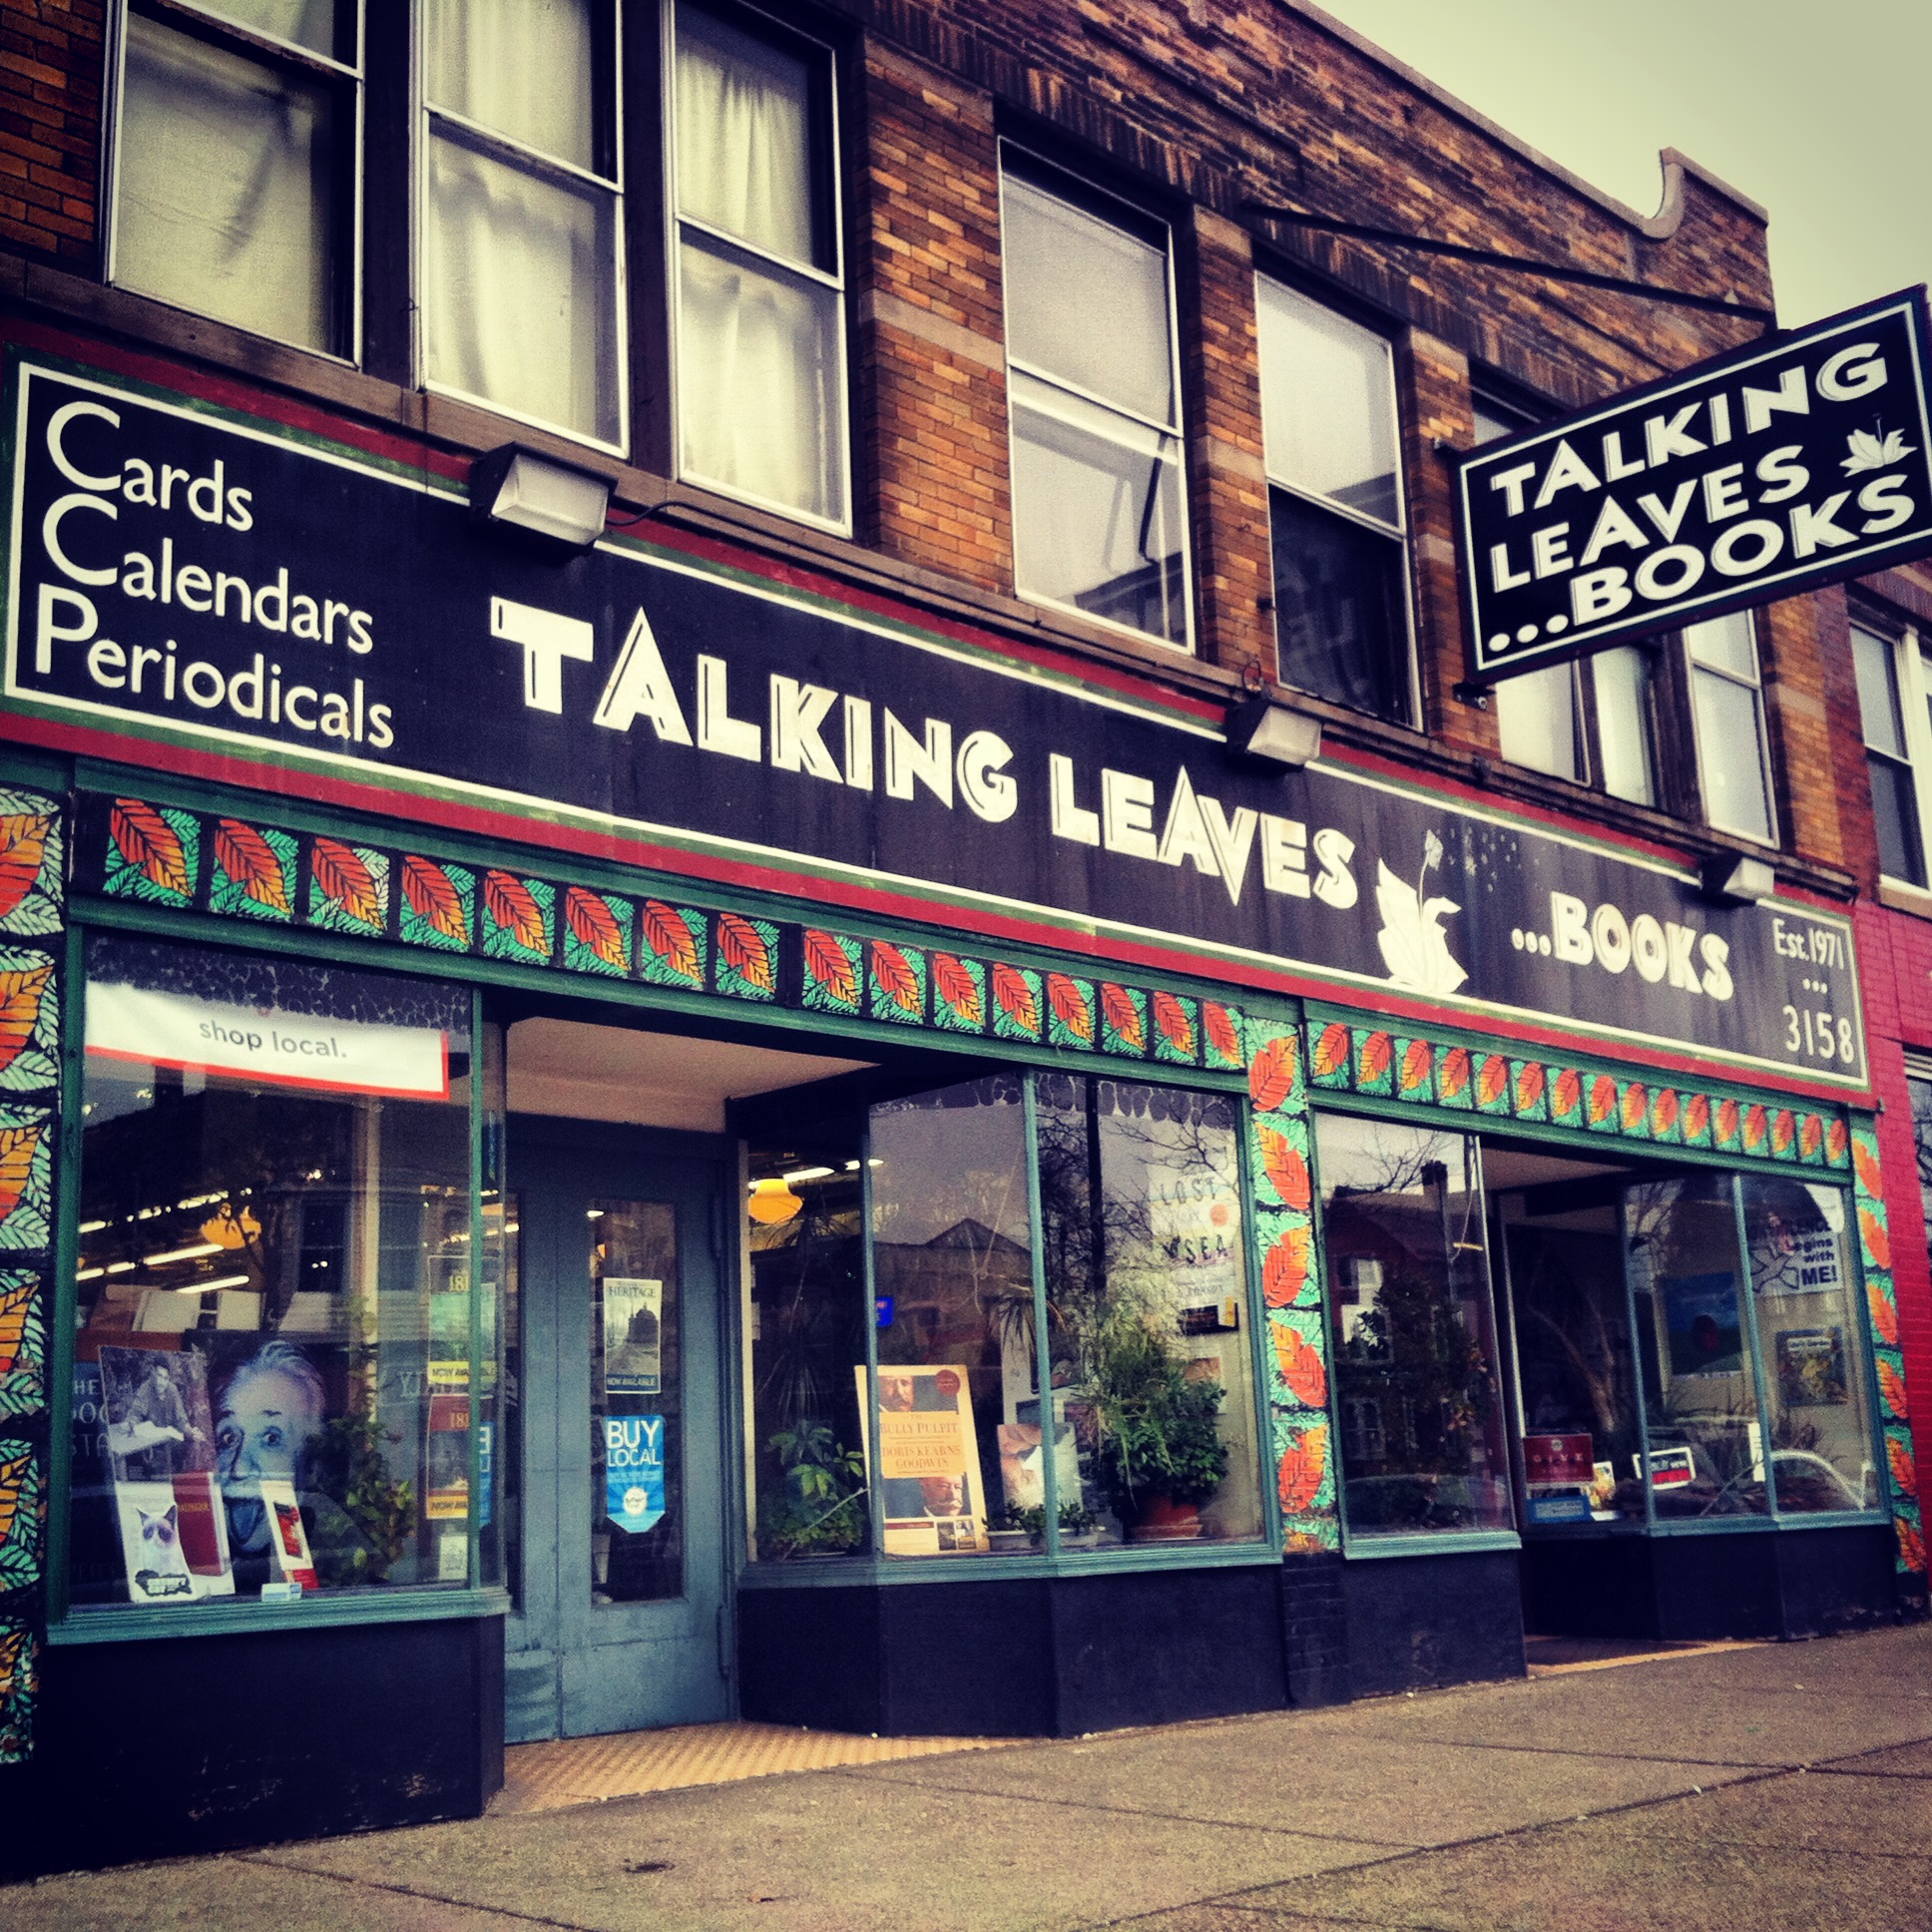 Cards
Calendars
Periodicals
TALKING LEAVES
...BOOKS
Est.1971
...
3158
TALKING
LEAVES
...BOOKS
shop local.
HERITAGE
NOW AVAILABLE
BUY
LOCAL
THE
BULLY PULPIT
DORIS KEARNS
GOODWIN
LOST
SEA
begins
with
ME!